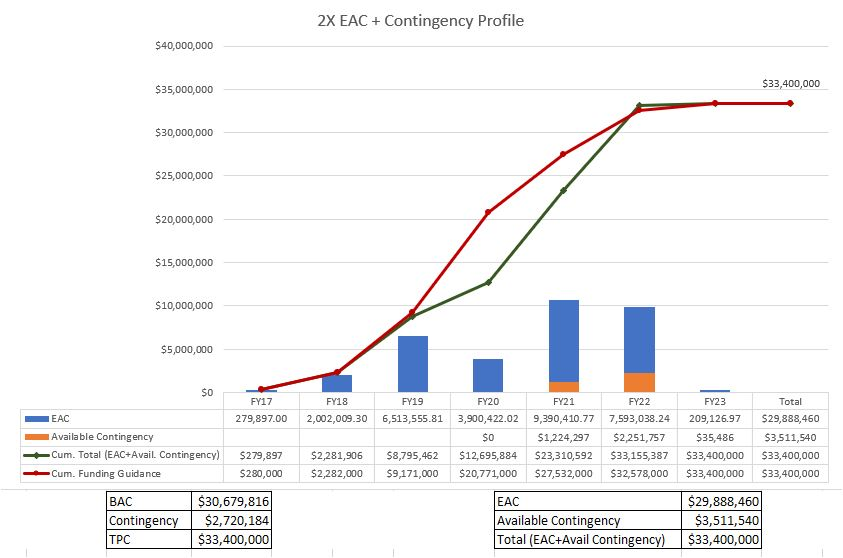 2X EAC + Contingency Profile
$40,000,000
$35,000,000
$30,000,000
$25,000,000
$20,000,000
$15,000,000
$10,000,000
$5,000,000
$0
$33,400,000
FY17 FY18 FY19 FY20 FY21 FY22 FY23 Total
EAC 279,897.00 2,002,009.30 6,513,555.81 3,900,422.02 9,390,410.77 7,593,038.24 209,126.97 $29,888,460
Available Contingency $0 $1,224,297 $2,251,757 $35,486 $3,511,540
Cum. Total (EAC+Avail. Contingency) $279,897 $2,281,906 $8,795,462 $12,695,884 $23,310,592 $33,155,387 $33,400,000 $33,400,000
Cum. Funding Guidance $280,000 $2,282,000 $9,171,000 $20,771,000 $27,532,000 $32,578,000 $33,400,000 $33,400,000
BAC $30,679,816
Contingency $2,720,184
TPC $33,400,000
EAC $29,888,460
Available Contingency $3,511,540
Total (EAC+Avail Contingency) $33,400,000